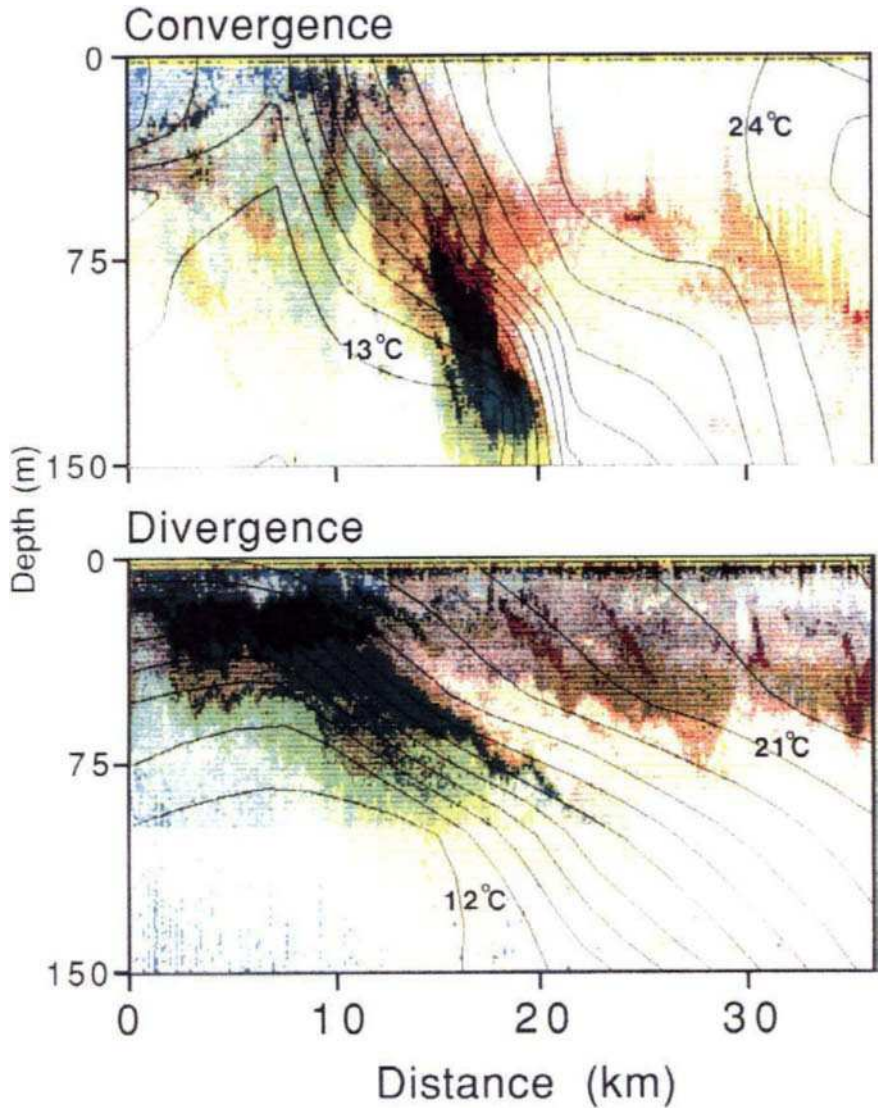 Convergence
0
24°C
75
13°C
150
Depth (m)
Divergence
0
75
21°C
12°C
150
0 10 20 30
Distance (km)